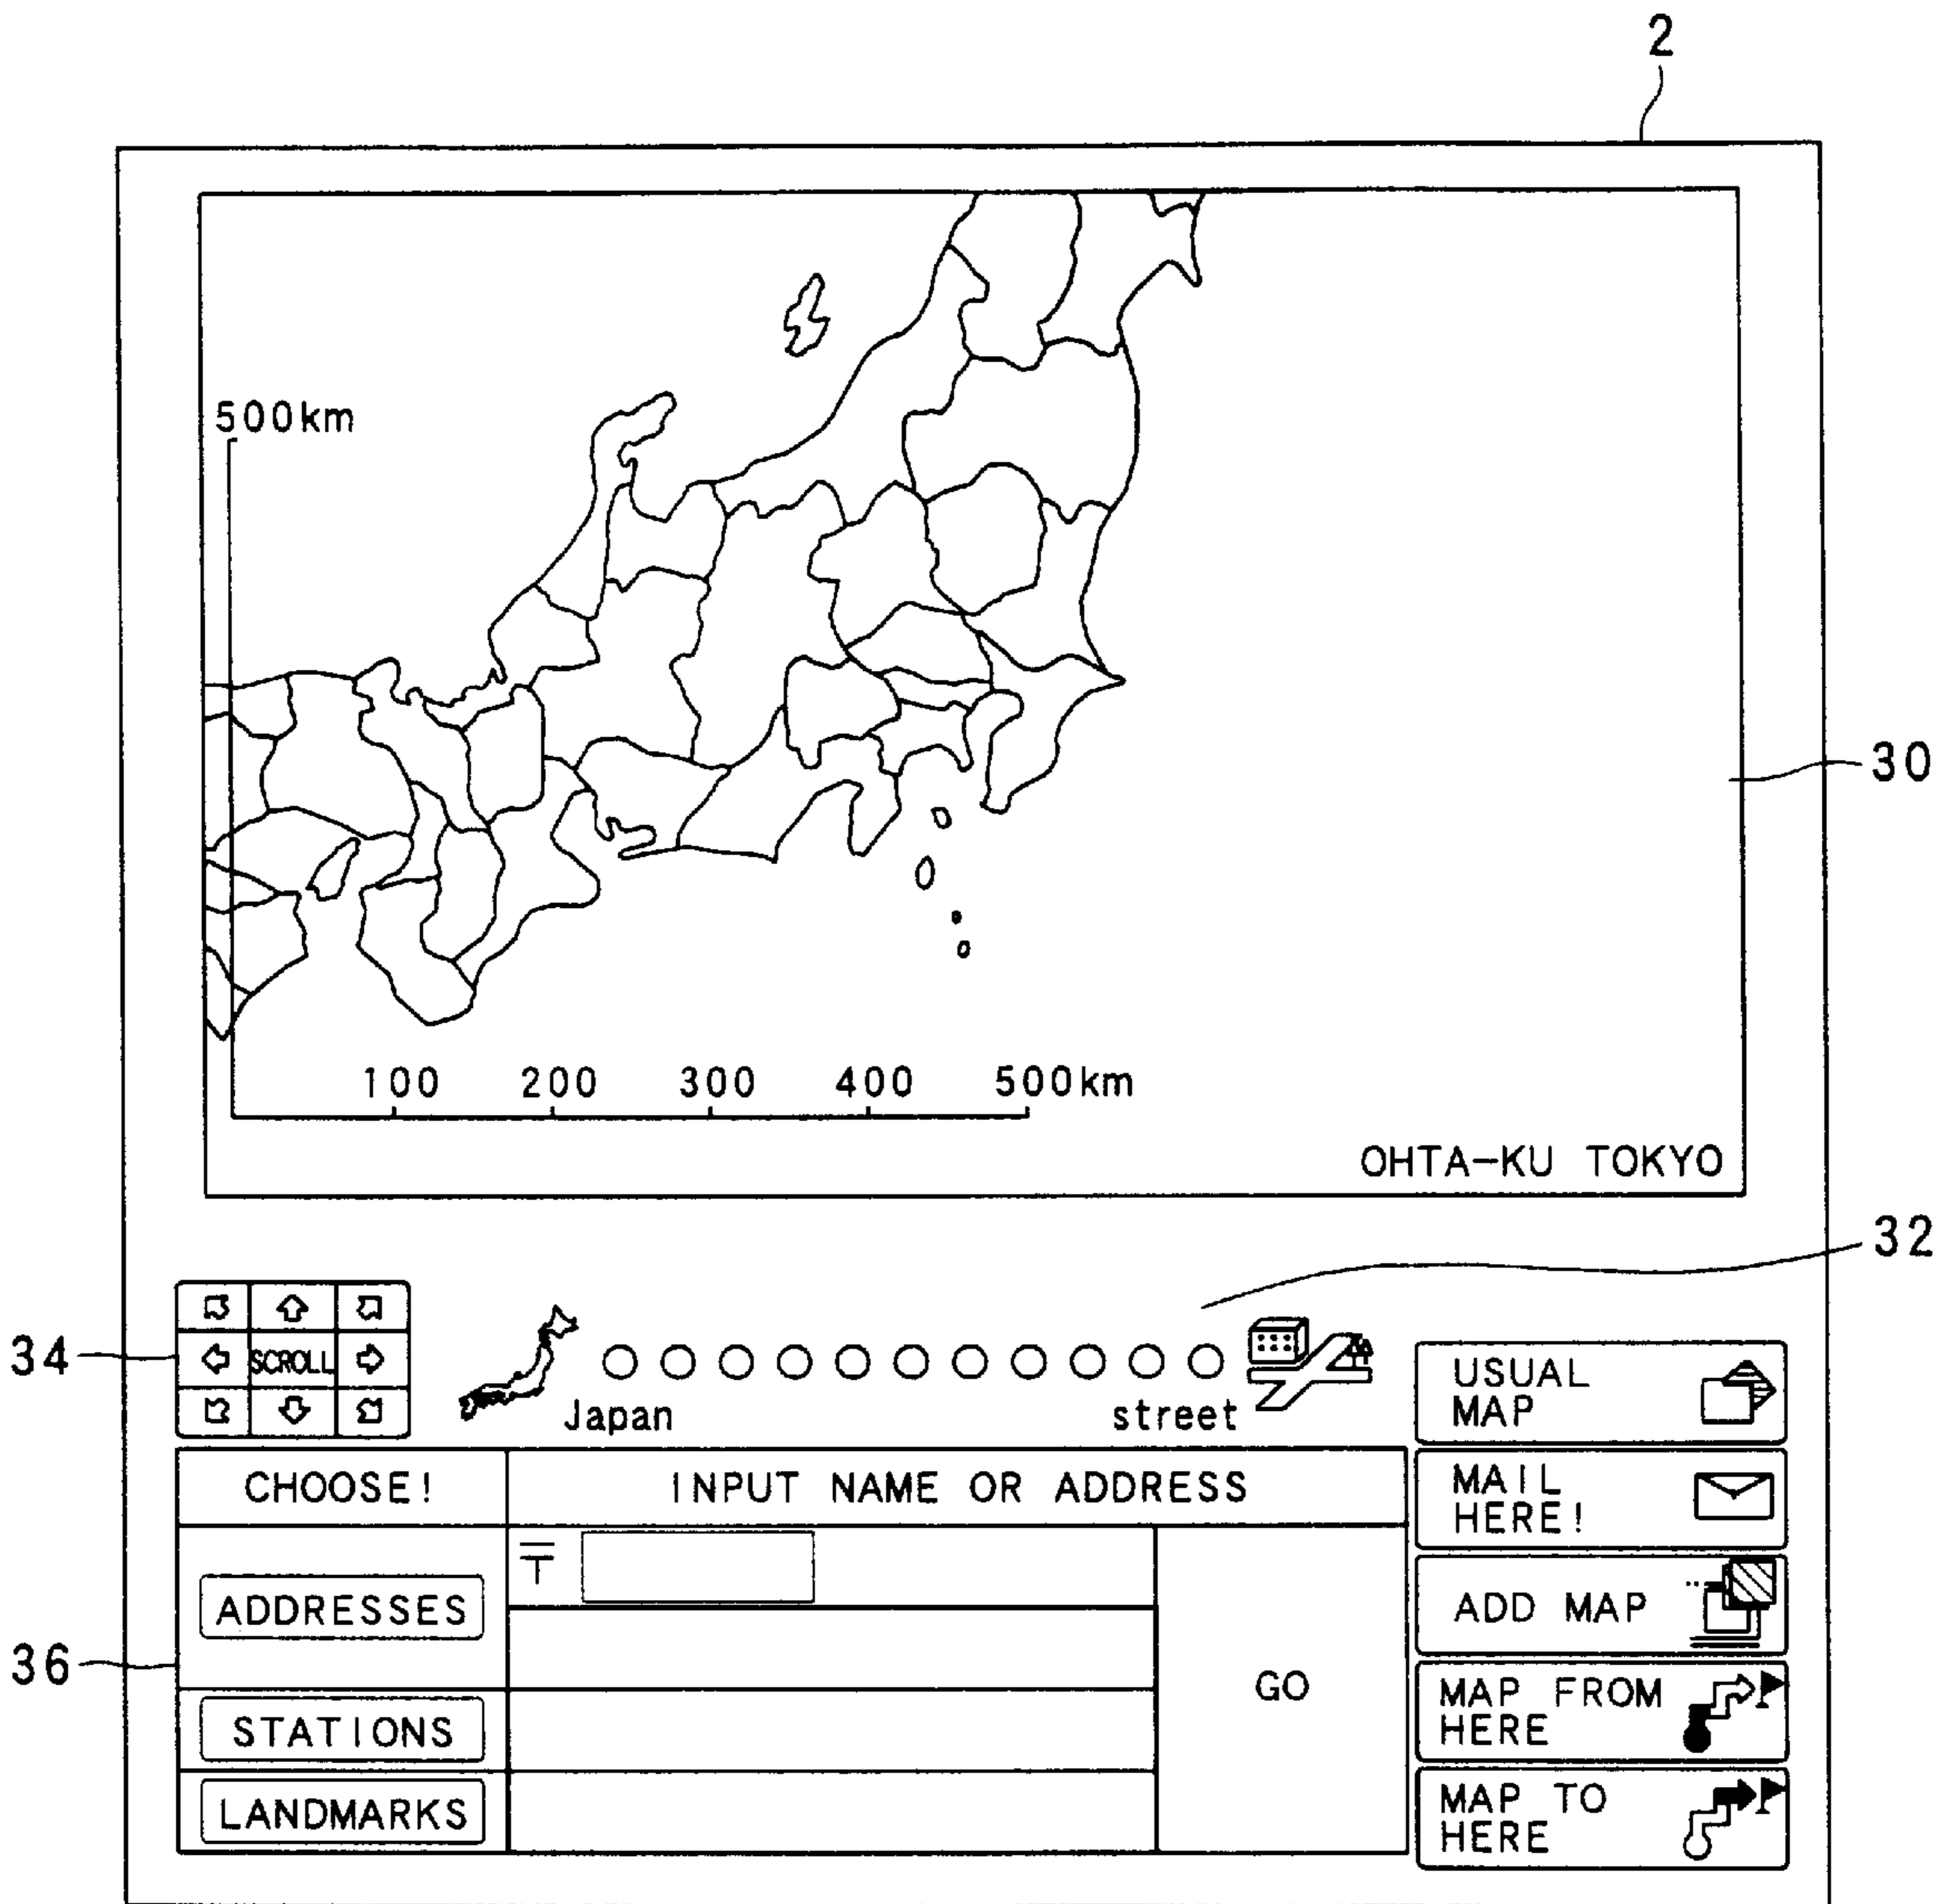 2
500km
30
100 200 300 400 500km
OHTA-KU TOKYO
32
34
SCROLL
Japan
street
USUAL
MAP
CHOOSE!
INPUT NAME OR ADDRESS
MAIL
HERE!
〒
ADDRESSES
ADD MAP
36
GO
STATIONS
MAP FROM
HERE
LANDMARKS
MAP TO
HERE